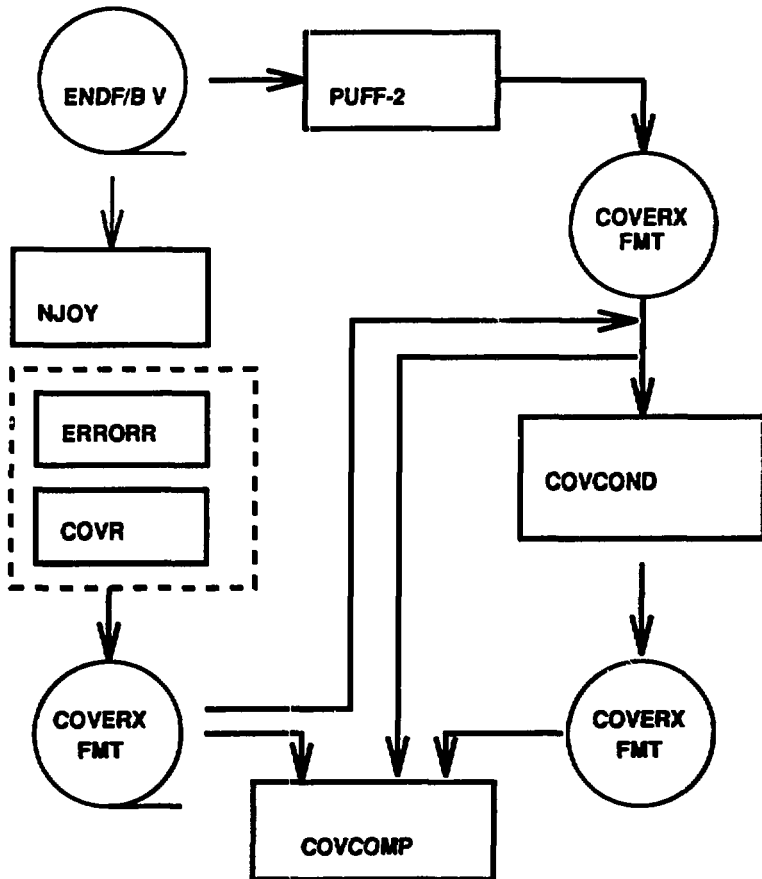 ENDF/B V
PUFF-2
COVERX
FMT
NJOY
ERRORR
COVCOND
COVR
COVERX
FMT
COVERX
FMT
COVCOMP